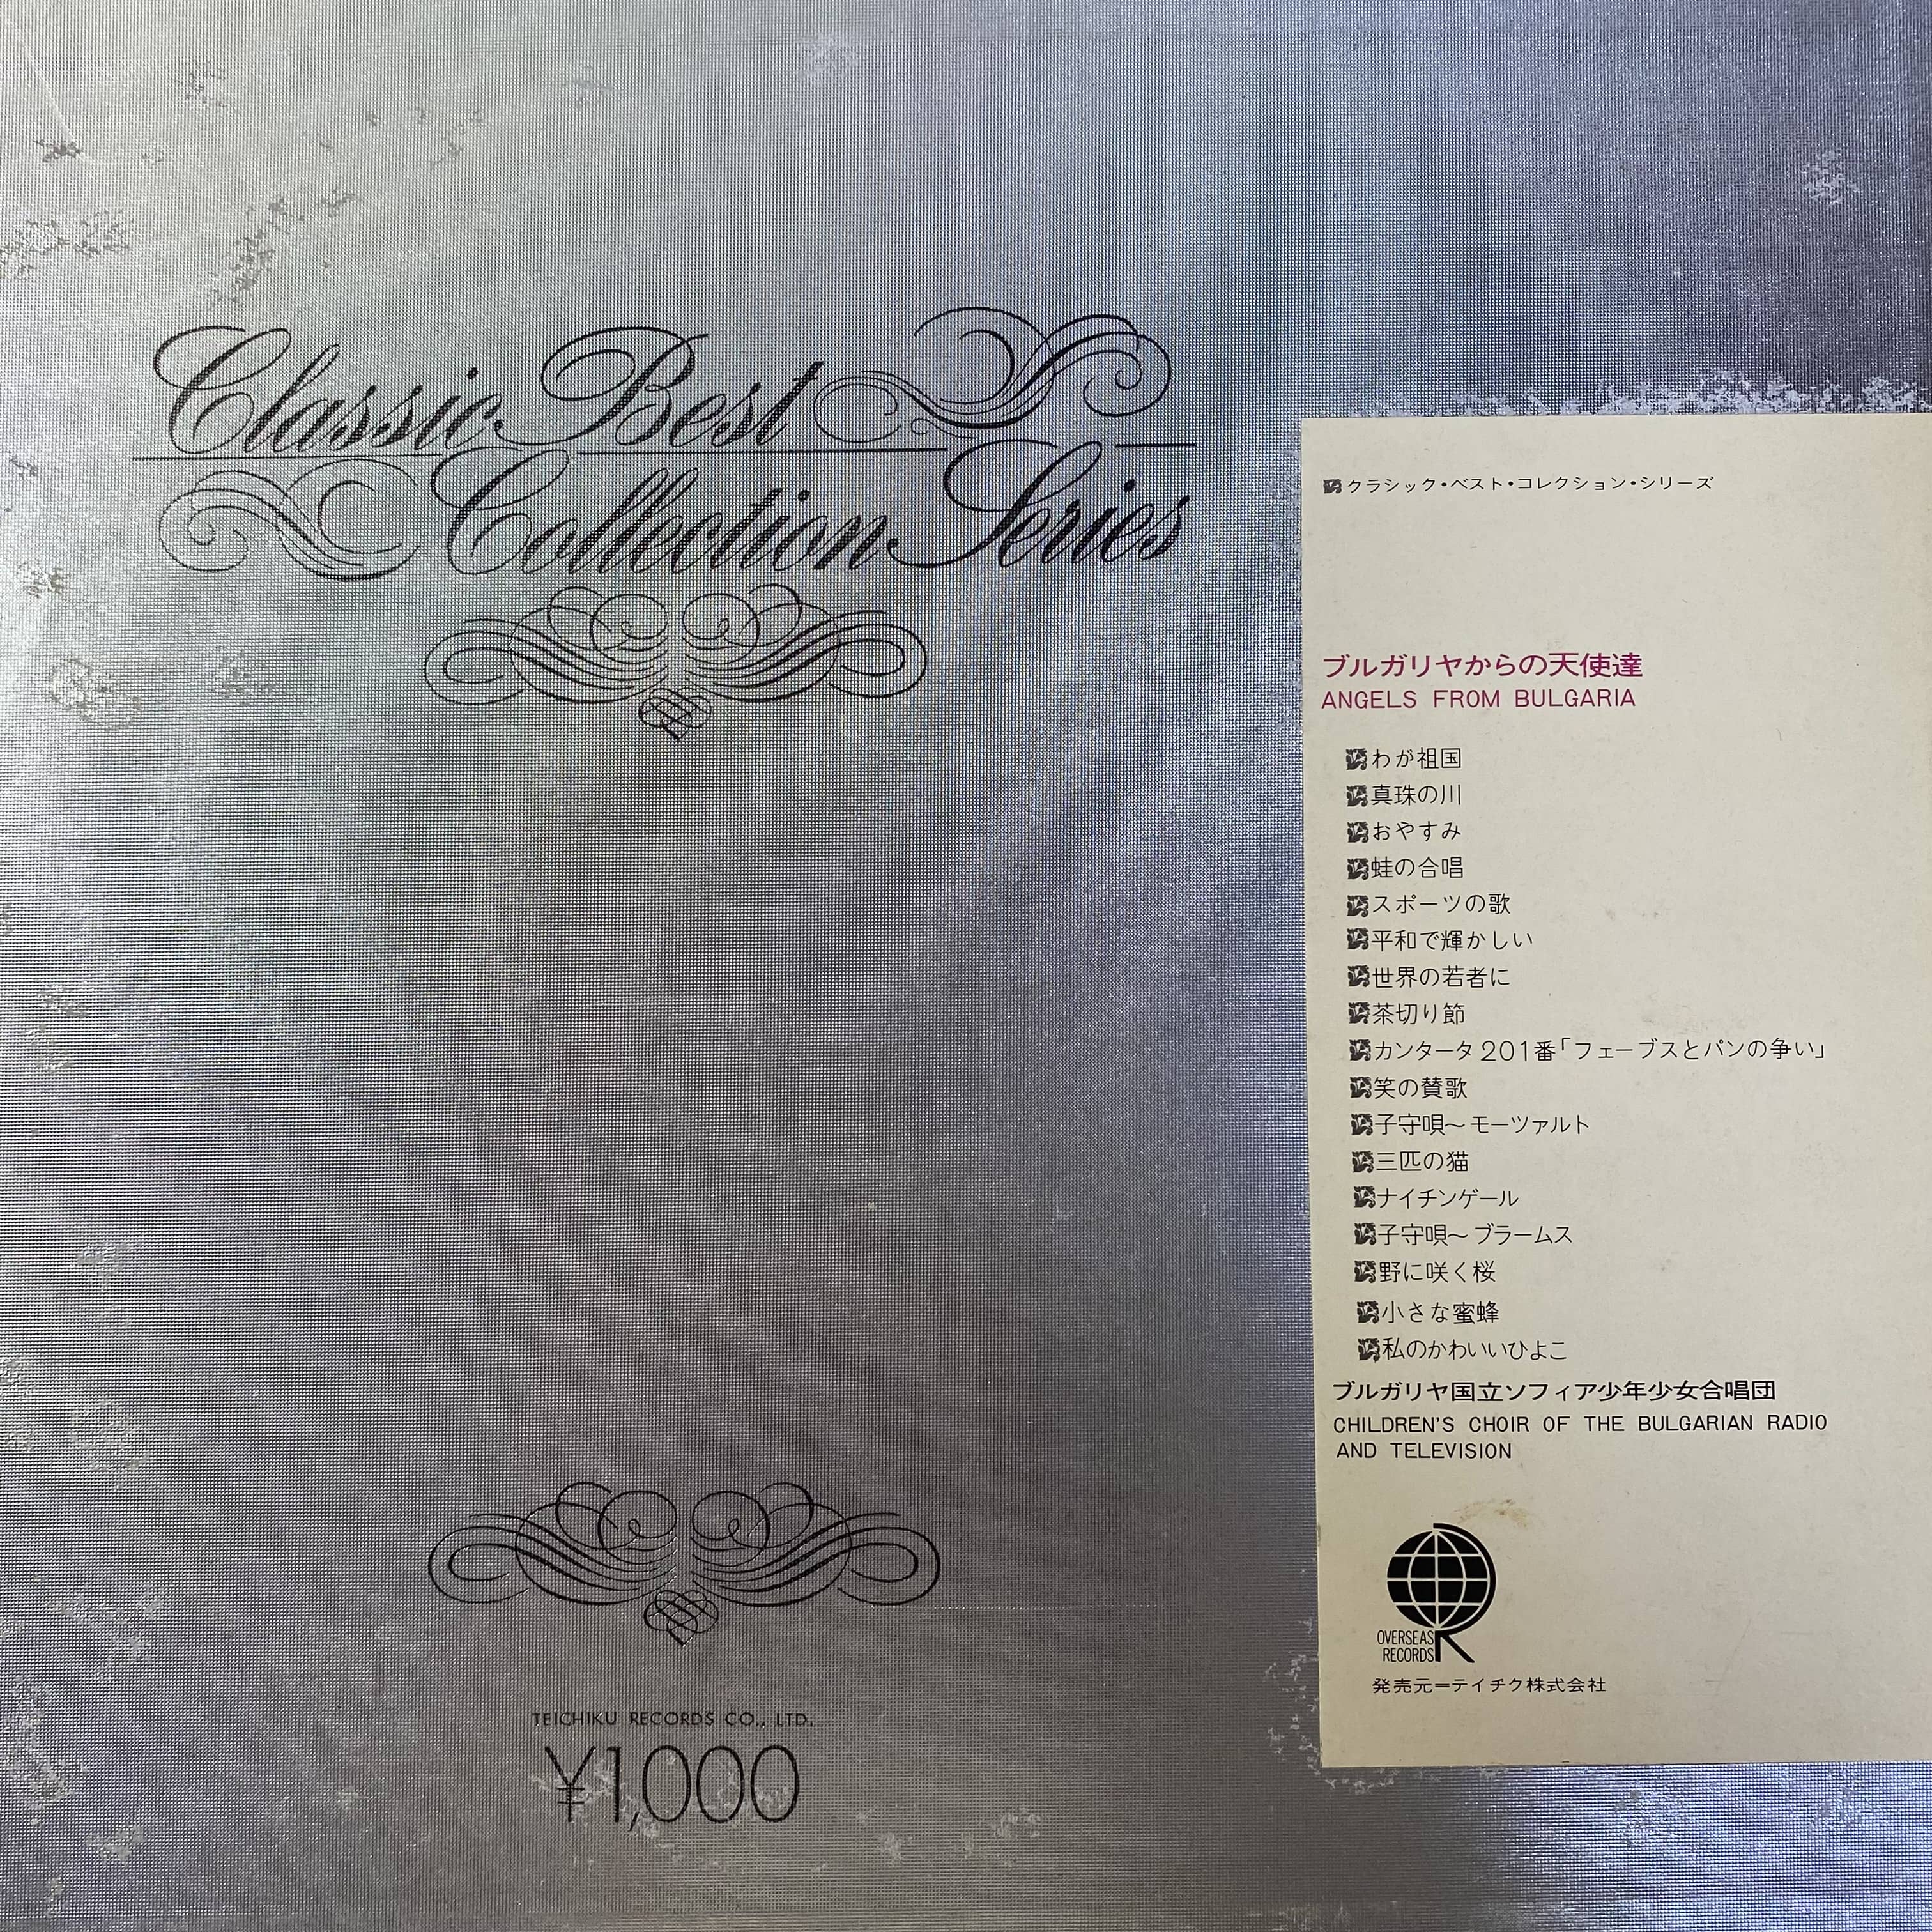 Classic Best
Collection Series
TEICHIKU RECORDS CO., LTD.
¥1,000
クラシック・ベスト・コレクション・シリーズ
ブルガリヤからの天使達
ANGELS FROM BULGARIA
わが祖国
真珠の川
おやすみ
蛙の合唱
スポーツの歌
平和で輝かしい
世界の若者に
茶切り節
カンタータ201番「フェーブスとパンの争い」
笑の賛歌
子守唄〜モーツァルト
三匹の猫
ナイチンゲール
子守唄〜ブラームス
野に咲く桜
小さな蜜蜂
私のかわいいひよこ
ブルガリヤ国立ソフィア少年少女合唱団
CHILDREN'S CHOIR OF THE BULGARIAN RADIO
AND TELEVISION
OVERSEAS
RECORDS
発売元=テイチク株式会社